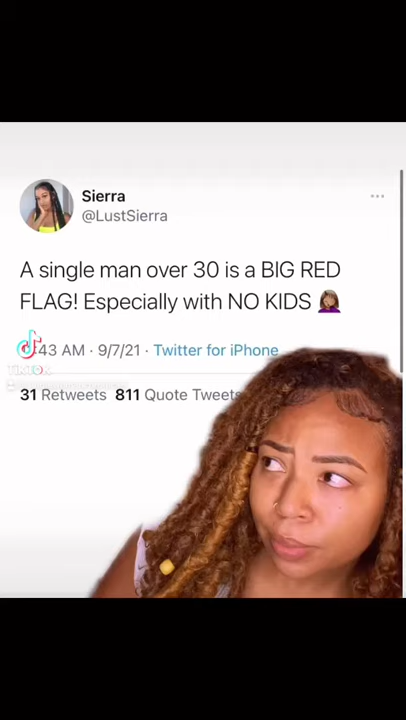 Sierra
@LustSierra
A single man over 30 is a BIG RED
FLAG! Especially with NO KIDS 🤦🏽‍♀️
:43 AM · 9/7/21 · Twitter for iPhone
TIKTOK
31 Retweets 811 Quote Tweets